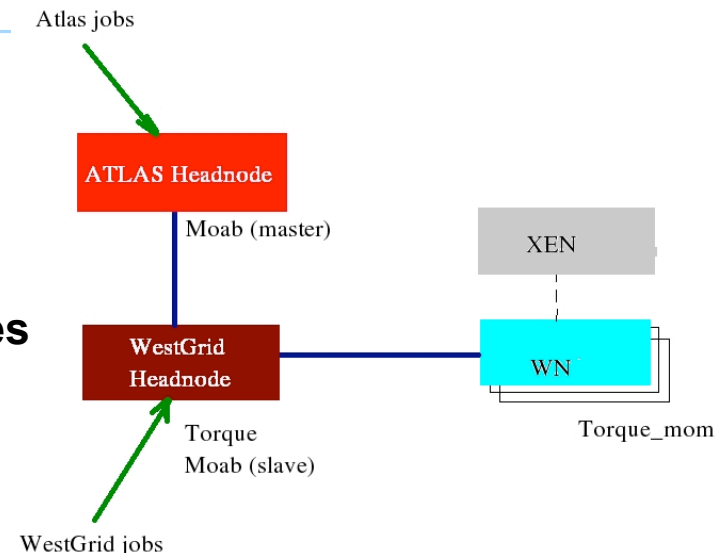 Atlas jobs
ATLAS Headnode
Moab (master)
XEN
es
WestGrid
Headnode
WN
Torque
Moab (slave)
Torque_mom
WestGrid jobs